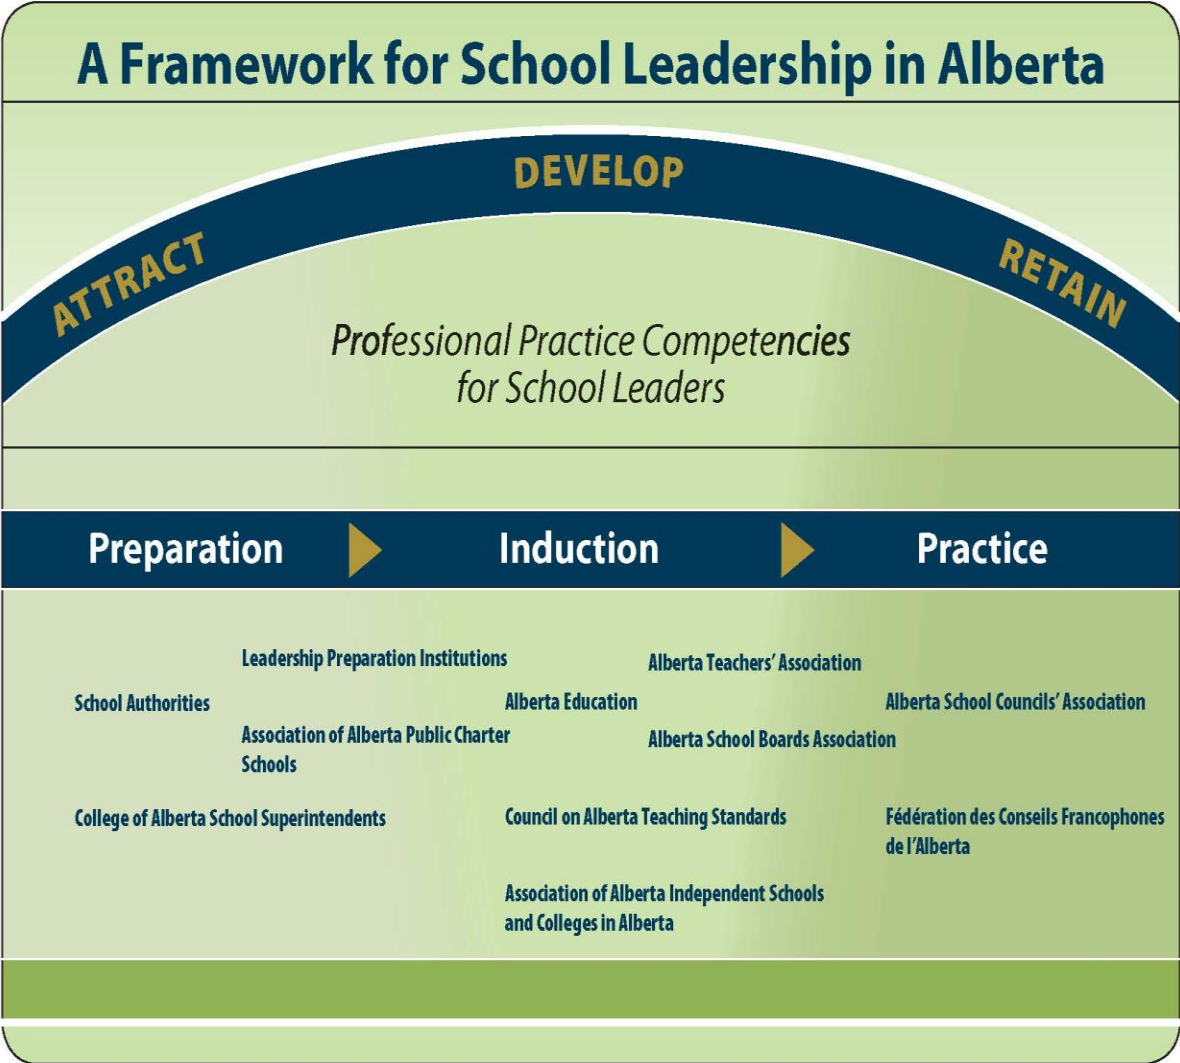 A Framework for School Leadership in Alberta
ATTRACT
DEVELOP
RETAIN
Professional Practice Competencies
for School Leaders
Preparation
Induction
Practice
Leadership Preparation Institutions
Alberta Teachers' Association
School Authorities
Alberta Education
Alberta School Councils' Association
Association of Alberta Public Charter
Schools
Alberta School Boards Association
College of Alberta School Superintendents
Council on Alberta Teaching Standards
Fédération des Conseils Francophones
de l'Alberta
Association of Alberta Independent Schools
and Colleges in Alberta